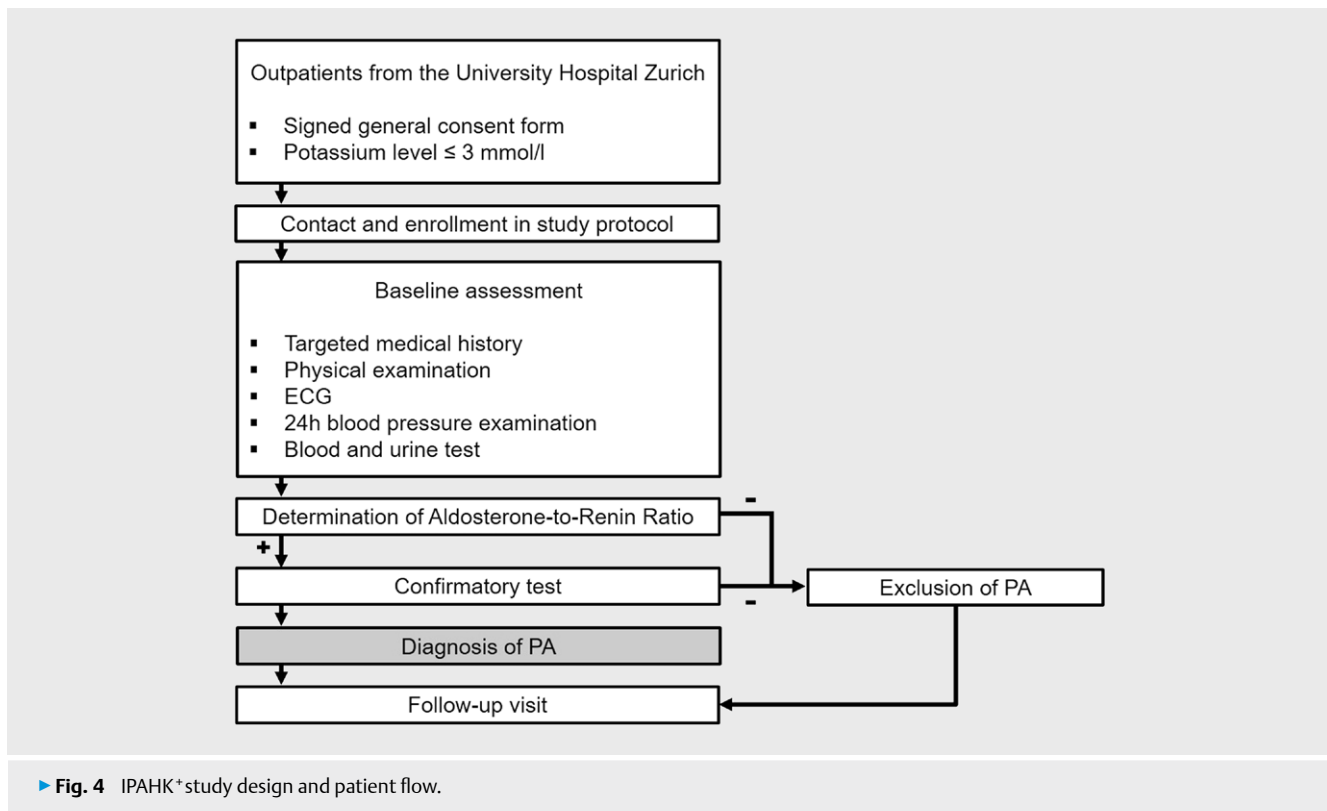 Outpatients from the University Hospital Zurich
▪ Signed general consent form
▪ Potassium level ≤ 3 mmol/l
Contact and enrollment in study protocol
Baseline assessment
▪ Targeted medical history
▪ Physical examination
▪ ECG
▪ 24h blood pressure examination
▪ Blood and urine test
Determination of Aldosterone-to-Renin Ratio
-
+
Confirmatory test
-
Exclusion of PA
Diagnosis of PA
Follow-up visit
► Fig. 4 IPAHK⁺study design and patient flow.